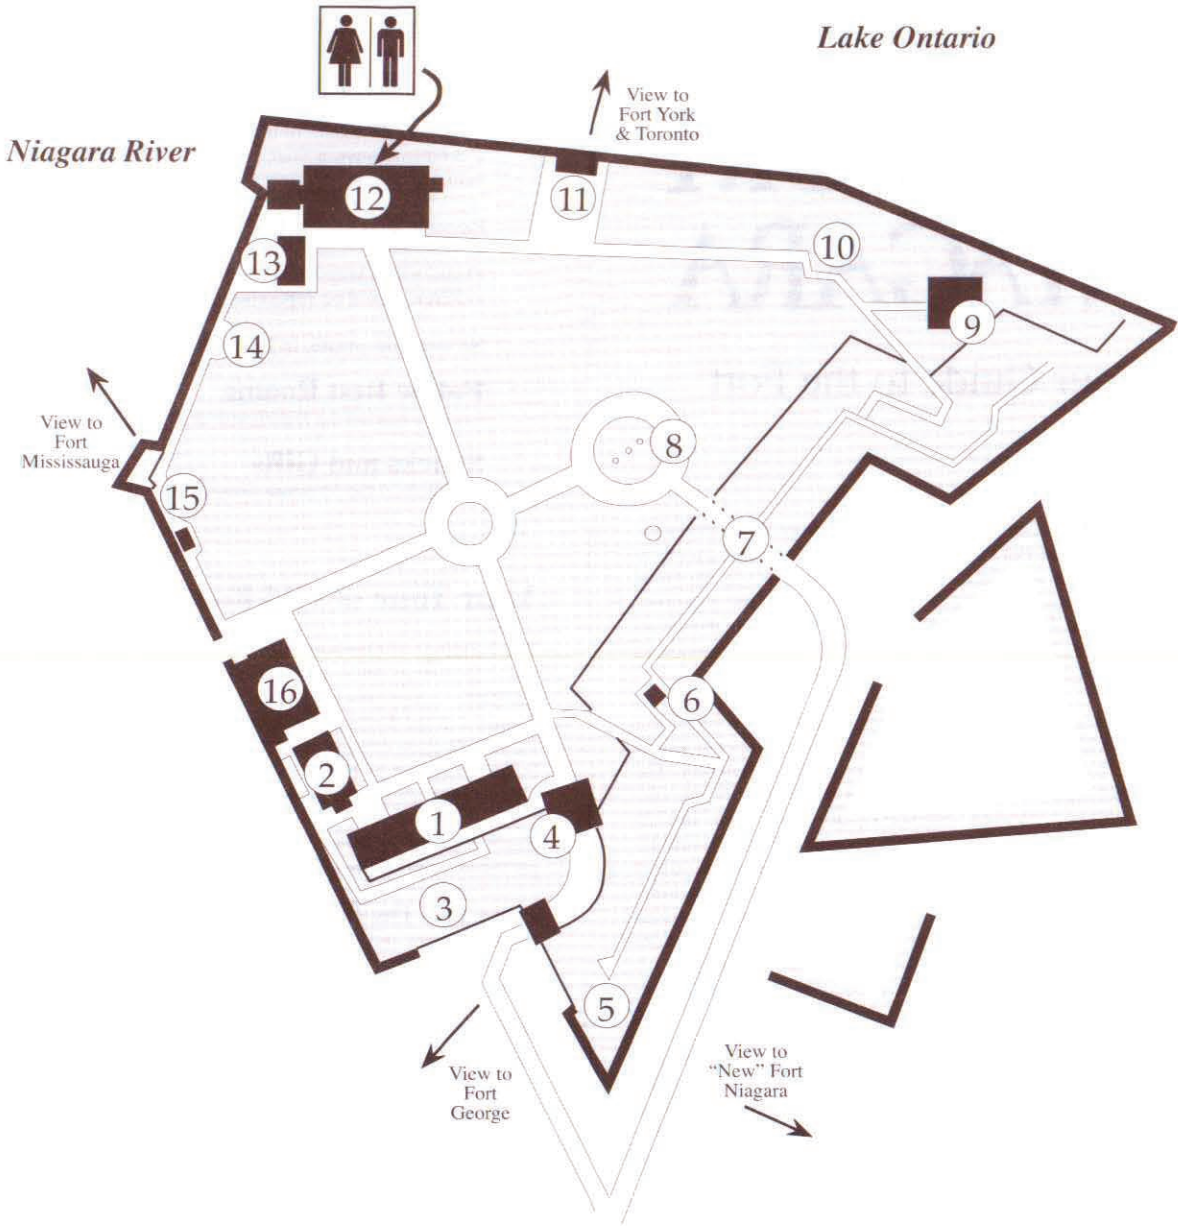 Lake Ontario
View to
Fort York
& Toronto
Niagara River
12
11
10
13
9
14
View to
Fort
Mississauga
8
15
7
16
6
2
1
4
3
5
View to
Fort
George
View to
"New" Fort
Niagara